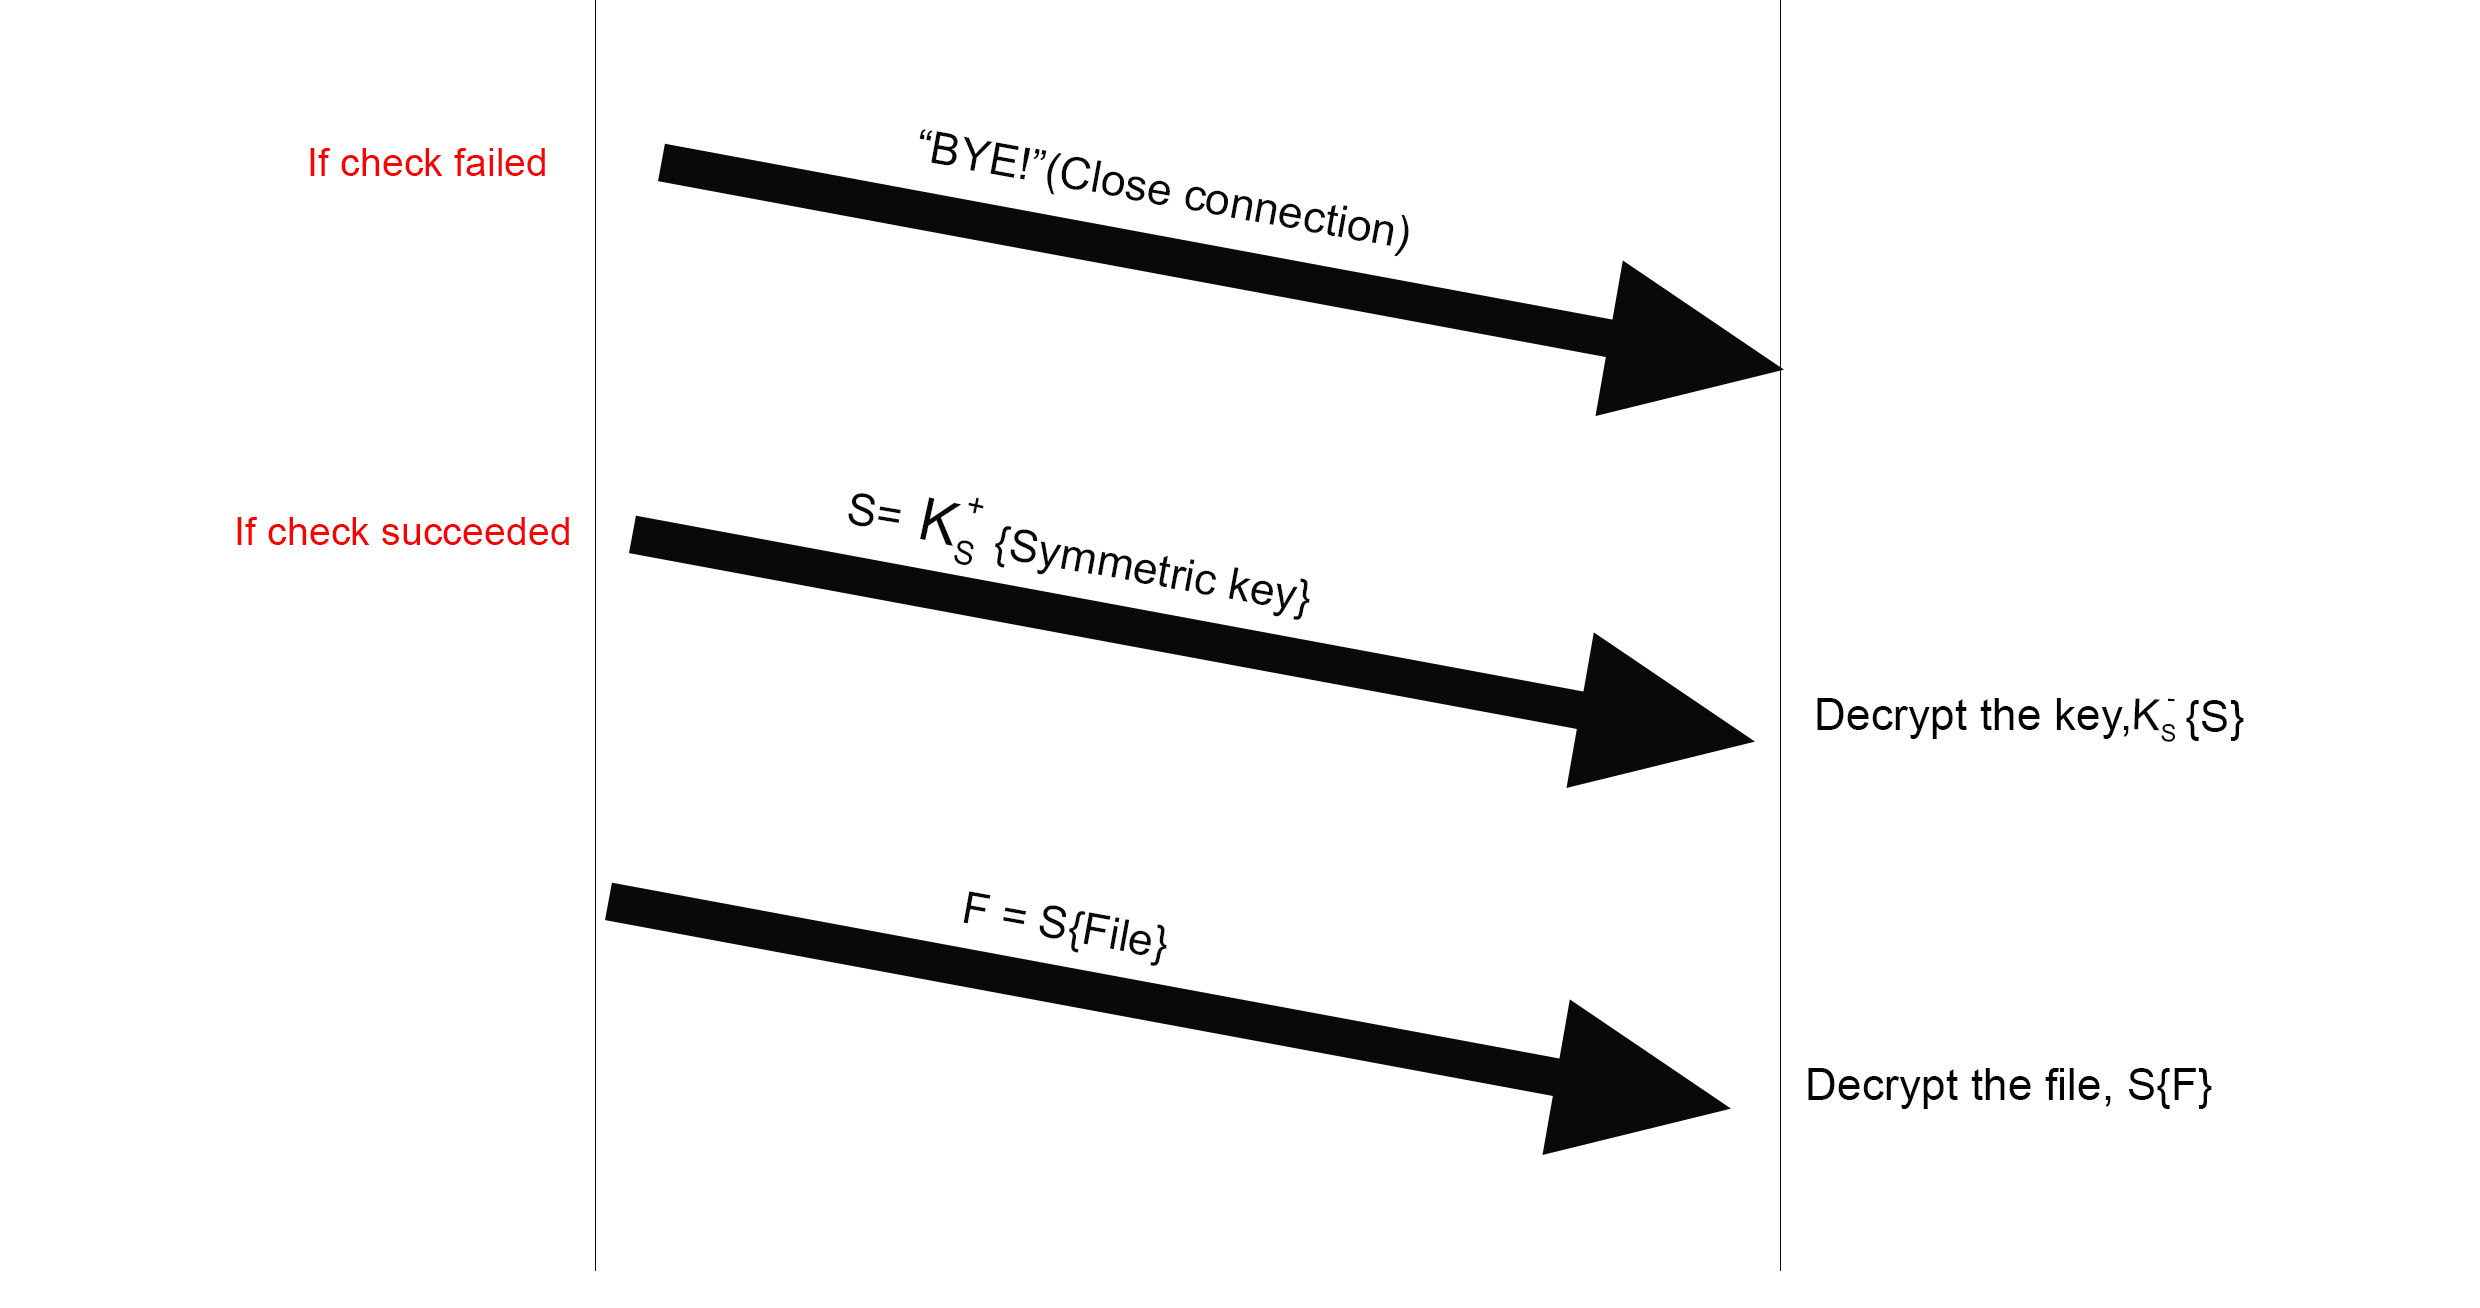 “BYE!”(Close connection)
If check failed
S= K_S^+ {Symmetric key}
If check succeeded
Decrypt the key,K_S^- {S}
F = S{File}
Decrypt the file, S{F}